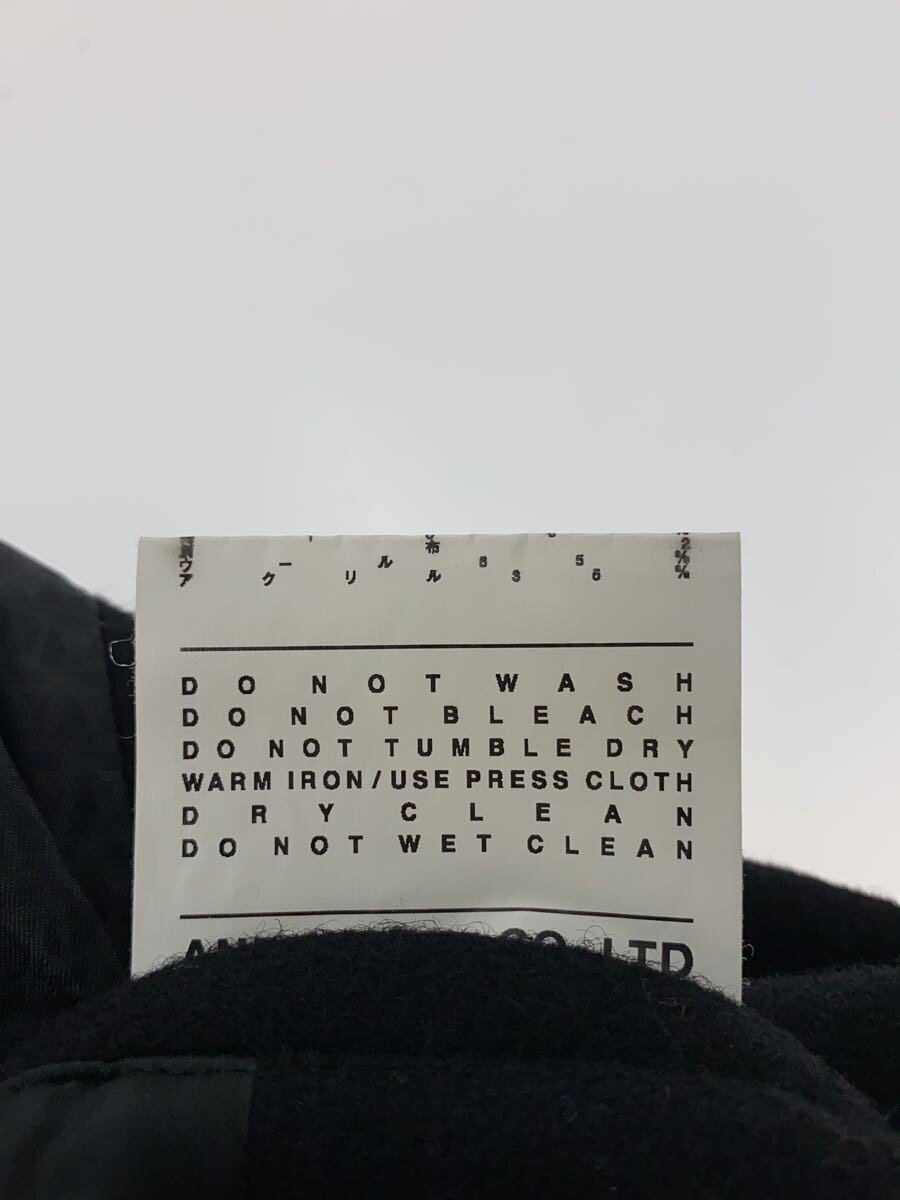 DO NOT WASH
DO NOT BLEACH
DO NOT TUMBLE DRY
WARM IRON/USE PRESS CLOTH
DRY CLEAN
DO NOT WET CLEAN
LTD